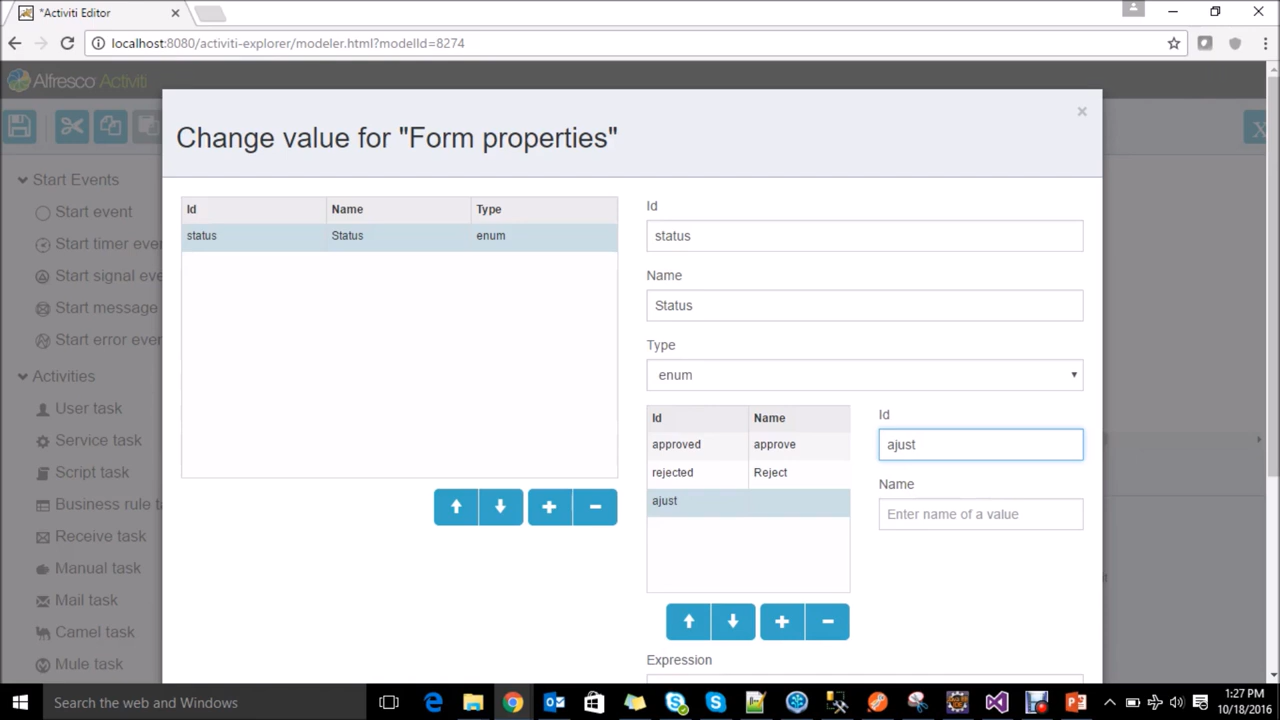 *Activiti Editor
localhost:8080/activiti-explorer/modeler.html?modelId=8274
Alfresco Activiti
Change value for "Form properties"
Start Events
Start event
Start timer eve
Start signal eve
Start message
Start error even
Activities
User task
Service task
Script task
Business rule ta
Receive task
Manual task
Mail task
Camel task
Mule task
Id Name Type
status Status enum
Id
status
Name
Status
Type
enum
Id Name
approved approve
rejected Reject
ajust
Id
ajust
Name
Enter name of a value
Expression
Search the web and Windows
1:27 PM
10/18/2016